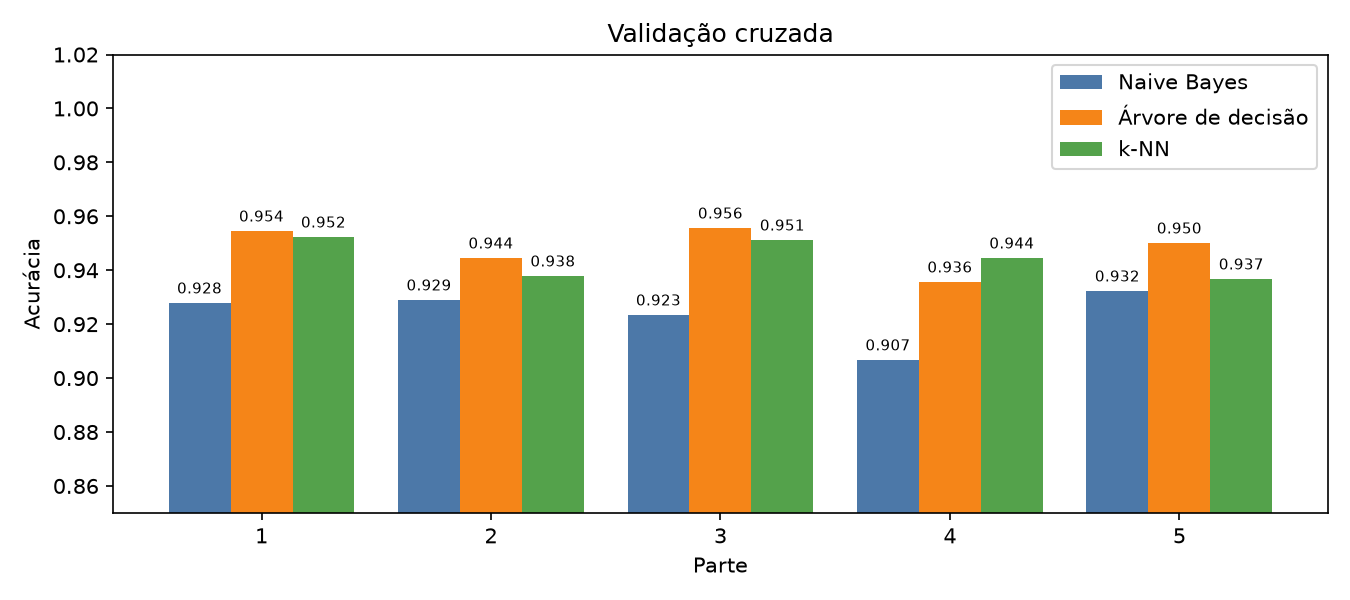 Validação cruzada
Acurácia
1.02
1.00
0.98
0.96
0.94
0.92
0.90
0.88
0.86
Naive Bayes
Árvore de decisão
k-NN
0.928 0.954 0.952
0.929 0.944 0.938
0.923 0.956 0.951
0.907 0.936 0.944
0.932 0.950 0.937
1 2 3 4 5
Parte